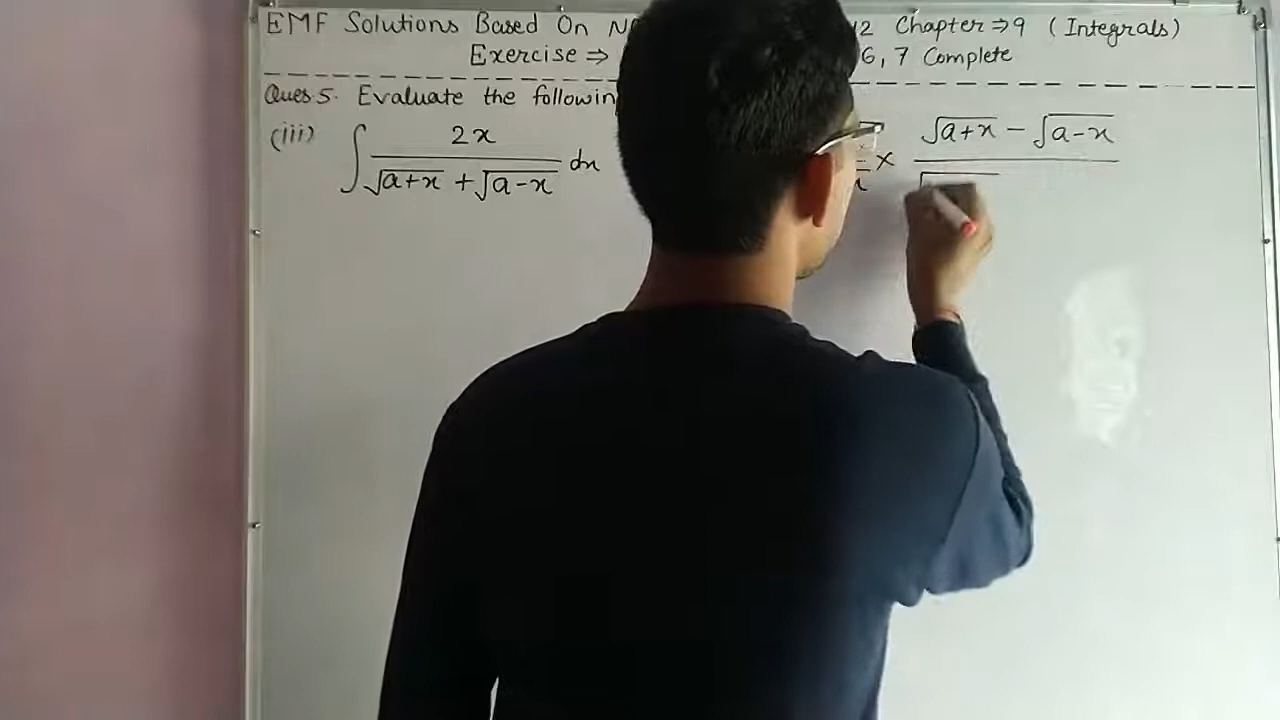 EMF Solutions Based On 12 Chapter ⇒ 9 (Integrals)
Exercise ⇒ 6, 7 Complete
Ques 5. Evaluate the followin
(iii) ∫ 2x / (√(a+x) + √(a-x)) dx × (√(a+x) - √(a-x)) /